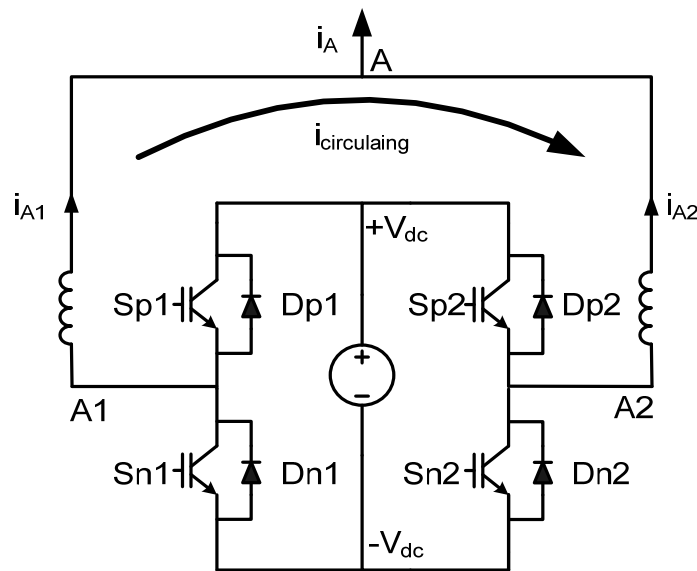 iA
A
icirculaing
iA1
iA2
+Vdc
Sp1
Dp1
Sp2
Dp2
+
−
A1
A2
Sn1
Dn1
Sn2
Dn2
-Vdc